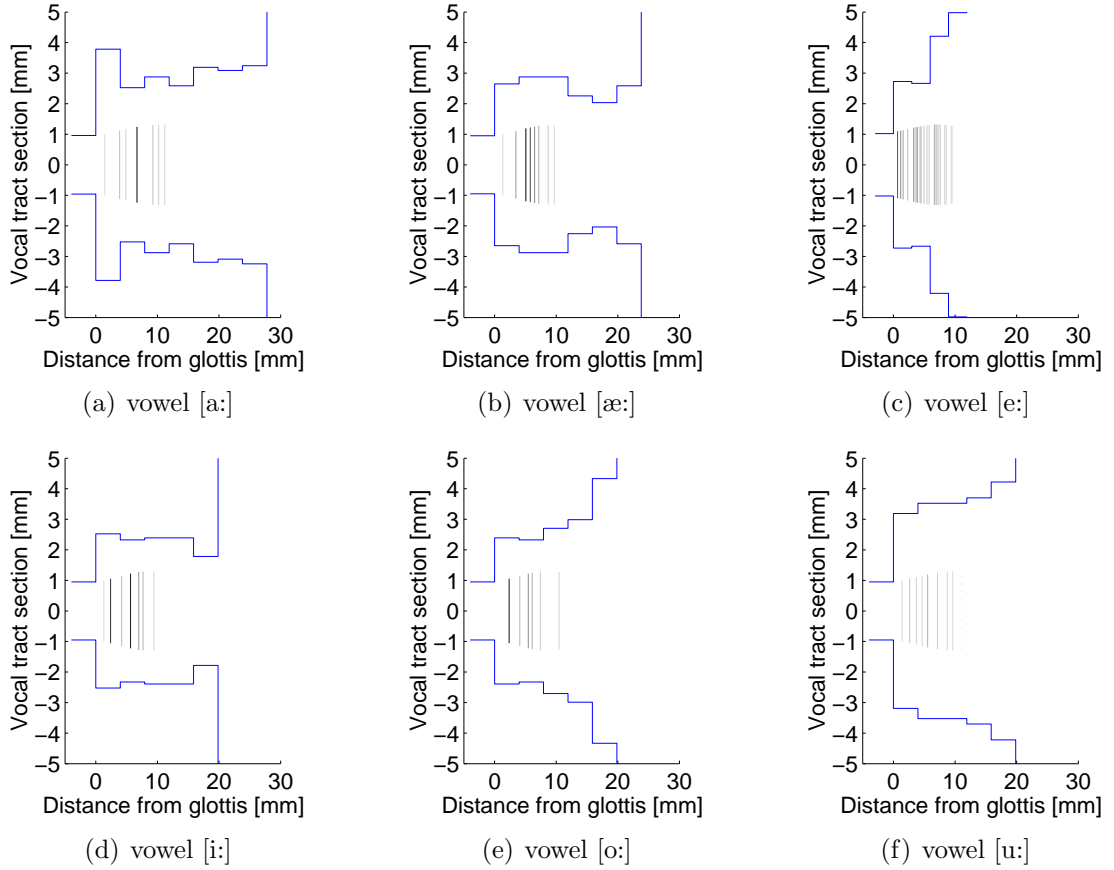 5
4
3
2
1
0
−1
−2
−3
−4
−5
0 10 20 30
Vocal tract section [mm]
Distance from glottis [mm]
(a) vowel [a:]
5
4
3
2
1
0
−1
−2
−3
−4
−5
0 10 20 30
Vocal tract section [mm]
Distance from glottis [mm]
(b) vowel [æ:]
5
4
3
2
1
0
−1
−2
−3
−4
−5
0 10 20 30
Vocal tract section [mm]
Distance from glottis [mm]
(c) vowel [e:]
5
4
3
2
1
0
−1
−2
−3
−4
−5
0 10 20 30
Vocal tract section [mm]
Distance from glottis [mm]
(d) vowel [i:]
5
4
3
2
1
0
−1
−2
−3
−4
−5
0 10 20 30
Vocal tract section [mm]
Distance from glottis [mm]
(e) vowel [o:]
5
4
3
2
1
0
−1
−2
−3
−4
−5
0 10 20 30
Vocal tract section [mm]
Distance from glottis [mm]
(f) vowel [u:]